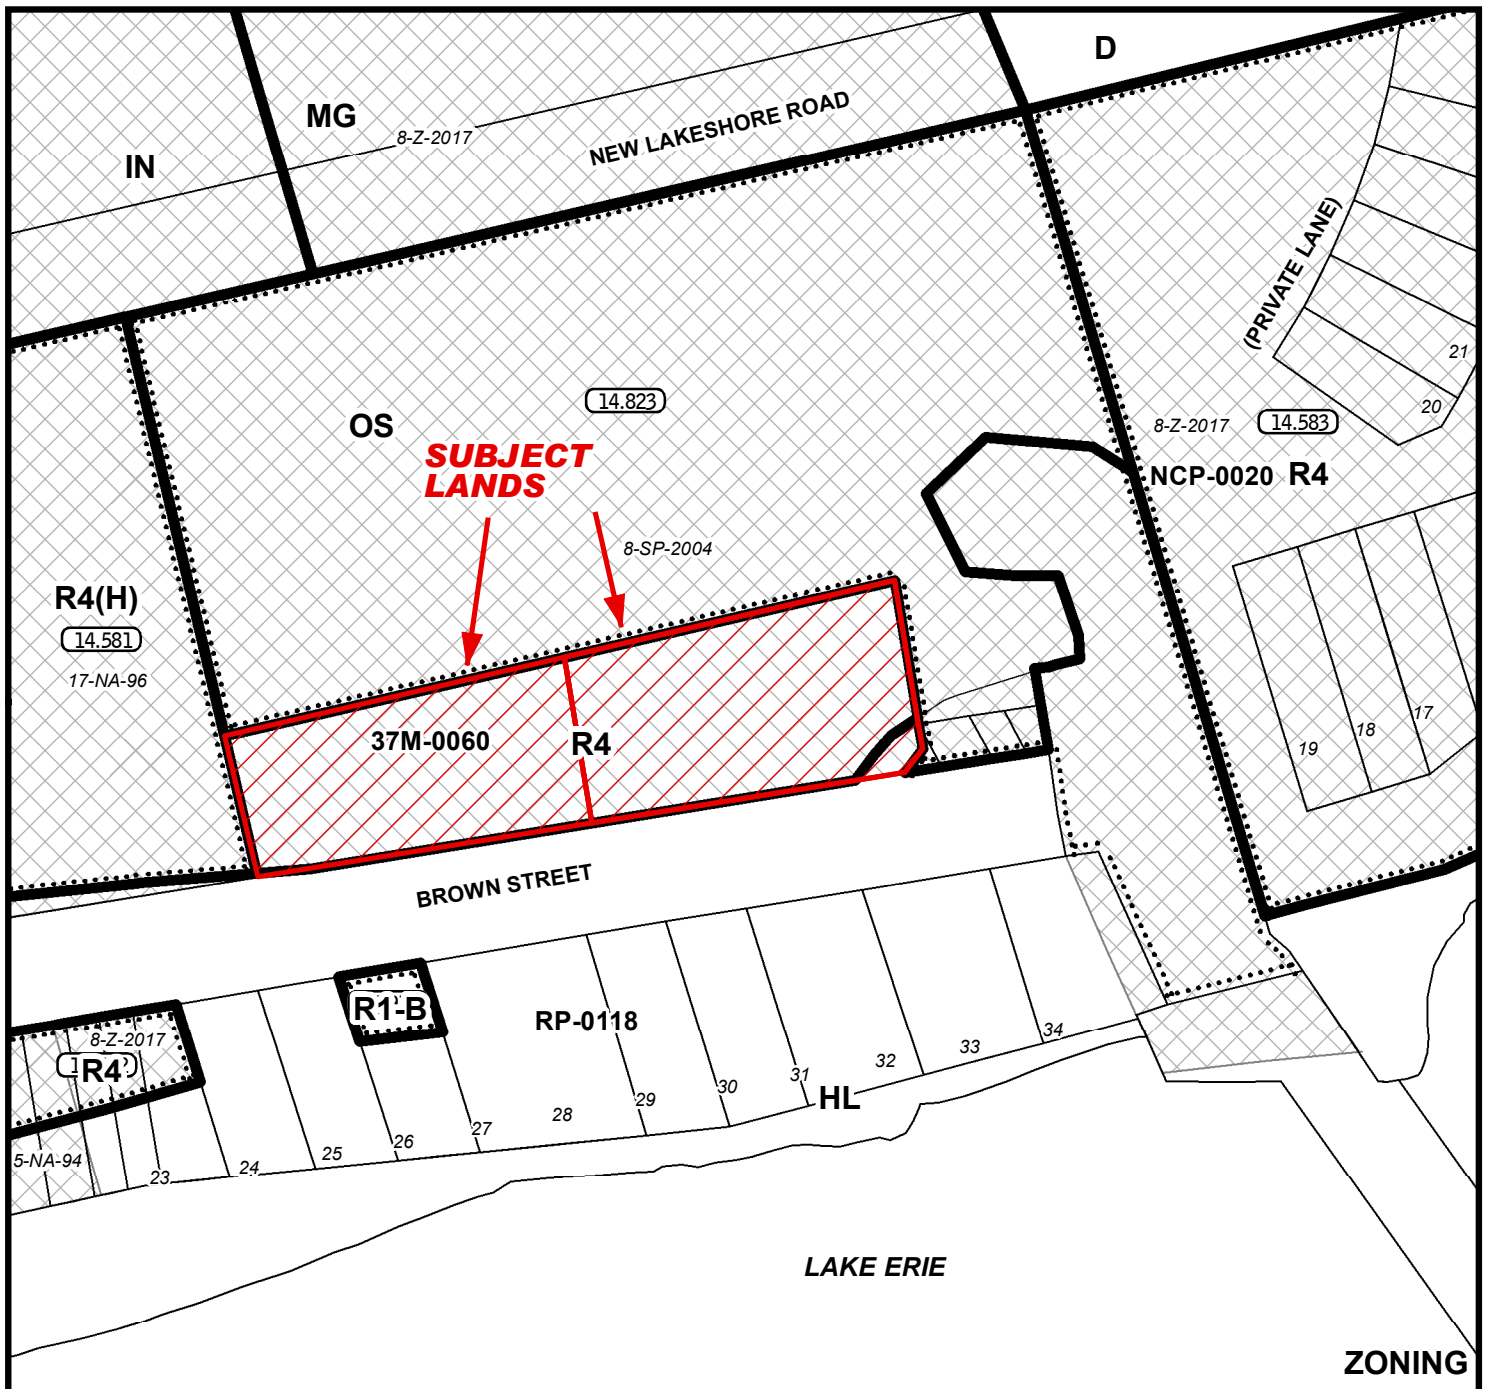 D
MG
8-Z-2017
NEW LAKESHORE ROAD
IN
(PRIVATE LANE)
21
20
14.823
OS
8-Z-2017
14.583
SUBJECT
LANDS
NCP-0020 R4
8-SP-2004
R4(H)
14.581
17-NA-96
37M-0060
R4
19
18
17
BROWN STREET
R1-B
RP-0118
8-Z-2017
R4
5-NA-94
23
24
25
26
27
28
29
30
31
32
33
34
HL
LAKE ERIE
ZONING